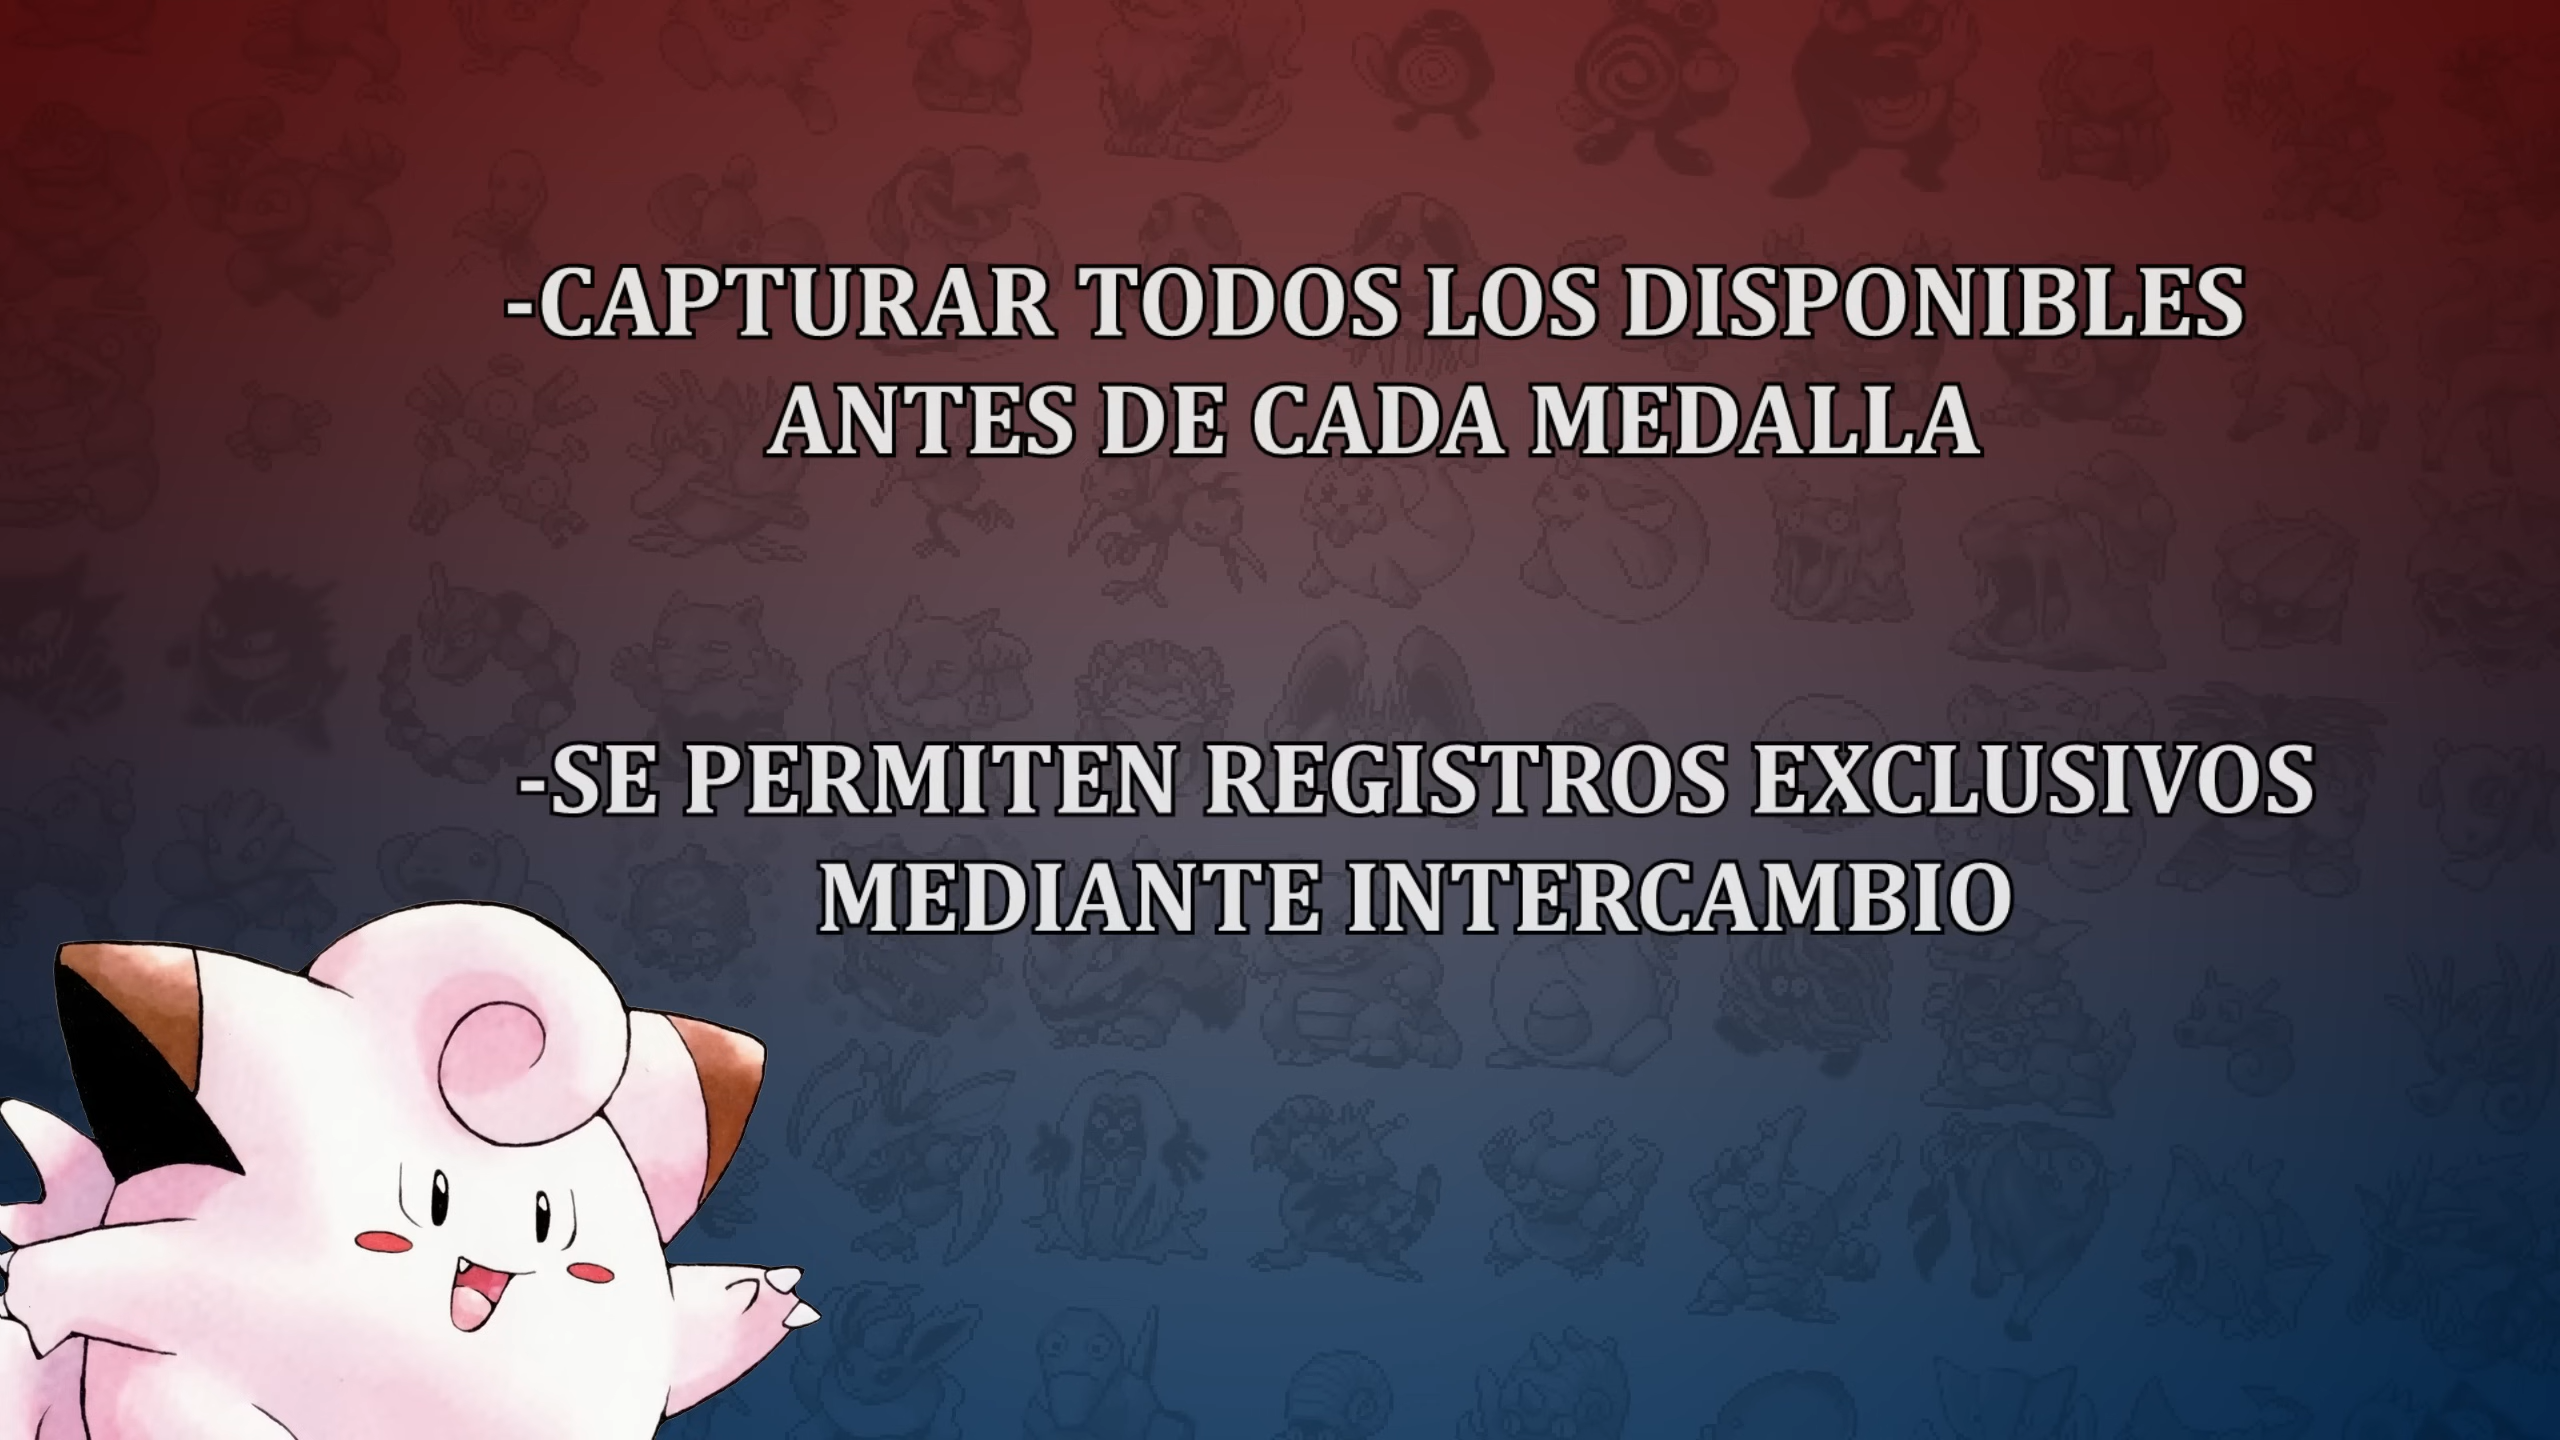 -CAPTURAR TODOS LOS DISPONIBLES
ANTES DE CADA MEDALLA
-SE PERMITEN REGISTROS EXCLUSIVOS
MEDIANTE INTERCAMBIO